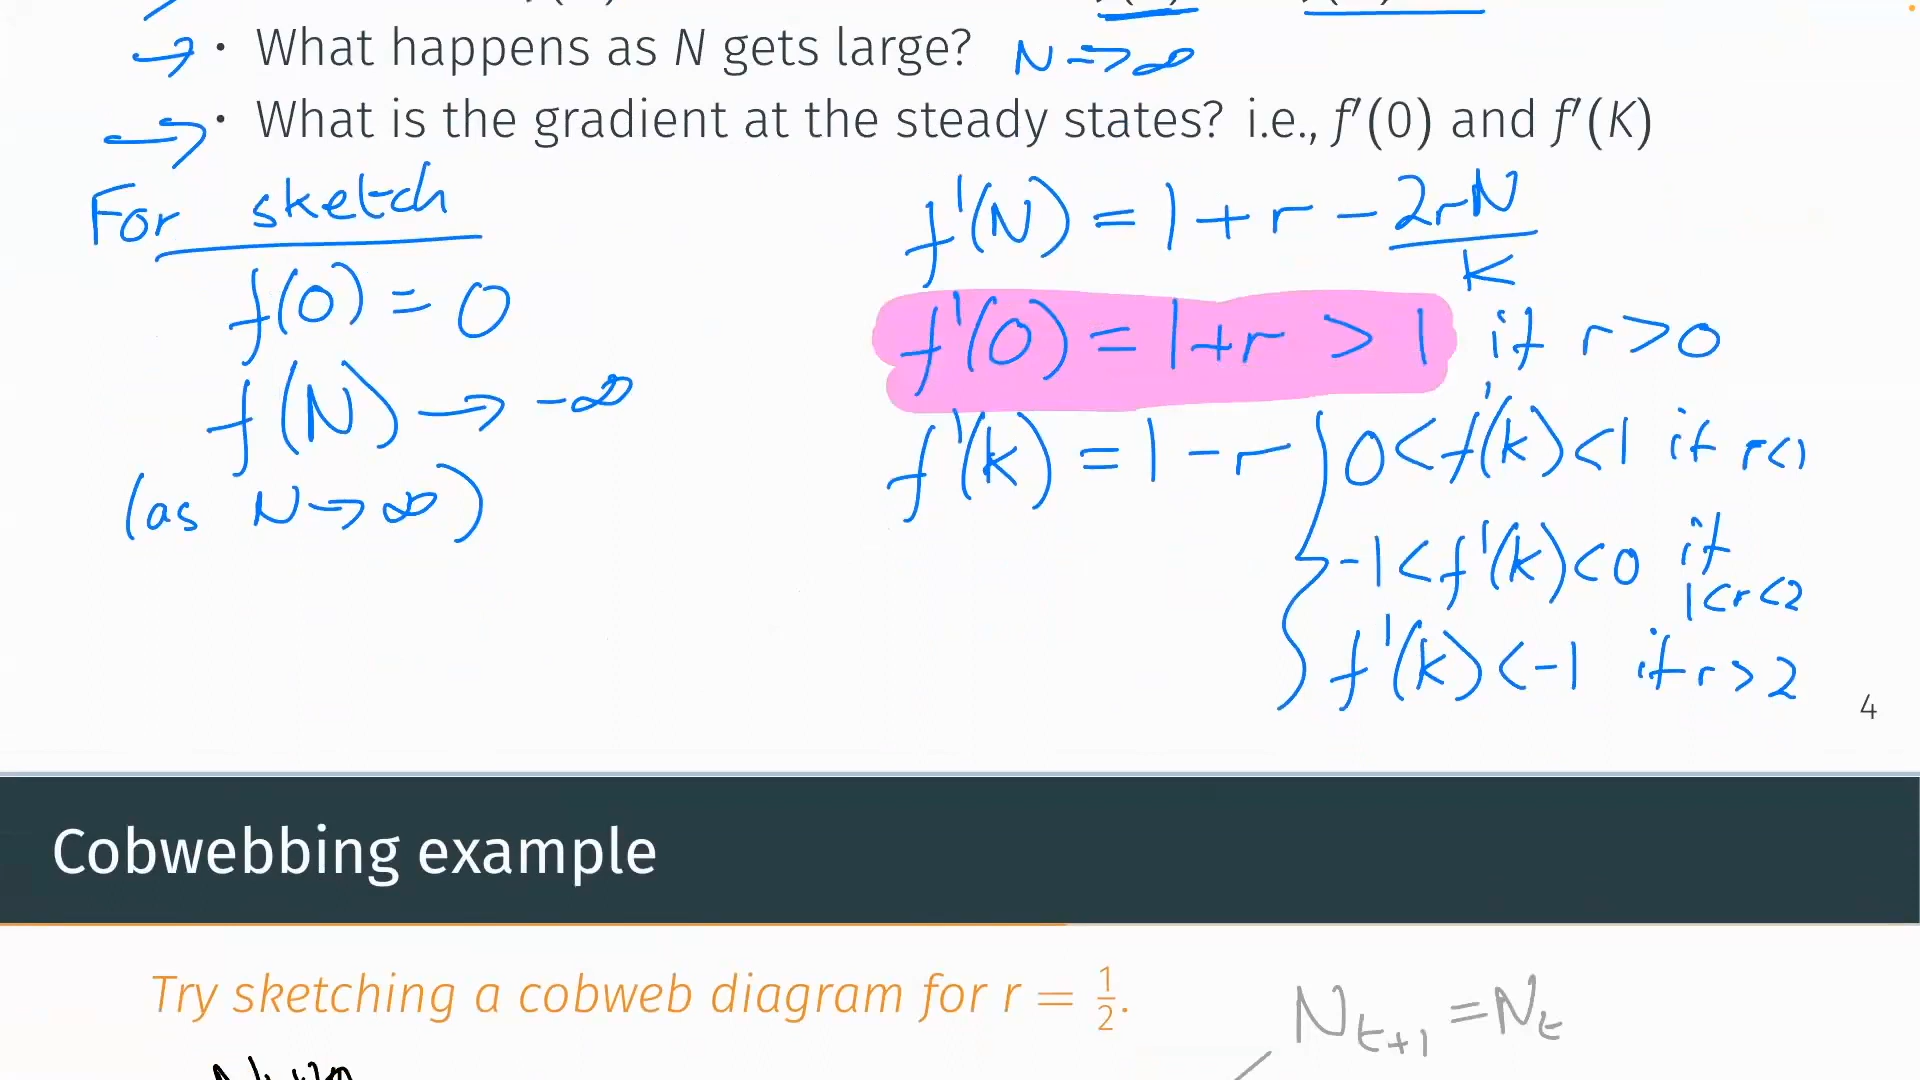 • What happens as N gets large? N → ∞
• What is the gradient at the steady states? i.e., f′(0) and f′(K)
For sketch
f(0) = 0
f(N) → -∞
(as N → ∞)
f'(N) = 1 + r - 2rN/K
f'(0) = 1+r > 1 if r>0
f'(k) = 1 - r { 0 < f'(k) < 1 if r<1
-1 < f'(k) < 0 if 1<r<2
f'(k) < -1 if r > 2
4
Cobwebbing example
Try sketching a cobweb diagram for r = 1/2.
N_{t+1} = N_t